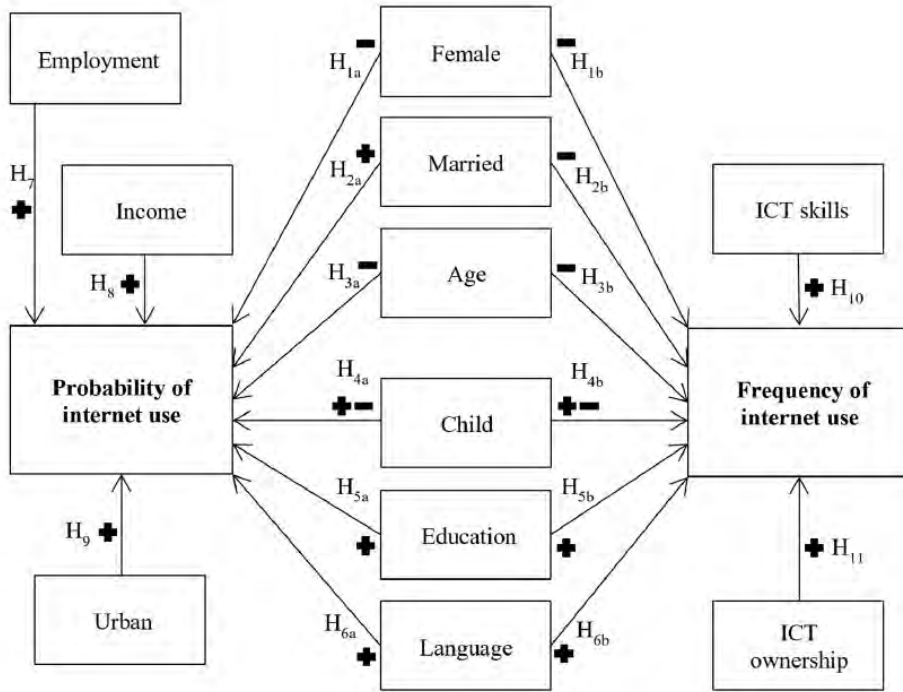 Employment
H7
+
Income
H8
+
Probability of
internet use
H9
+
Urban
Female
- H1a
- H1b
Married
+ H2a
- H2b
Age
- H3a
- H3b
Child
H4a
+-
H4b
+-
Education
H5a
+
H5b
+
Language
H6a
+
H6b
+
ICT skills
+ H10
Frequency of
internet use
+ H11
ICT
ownership